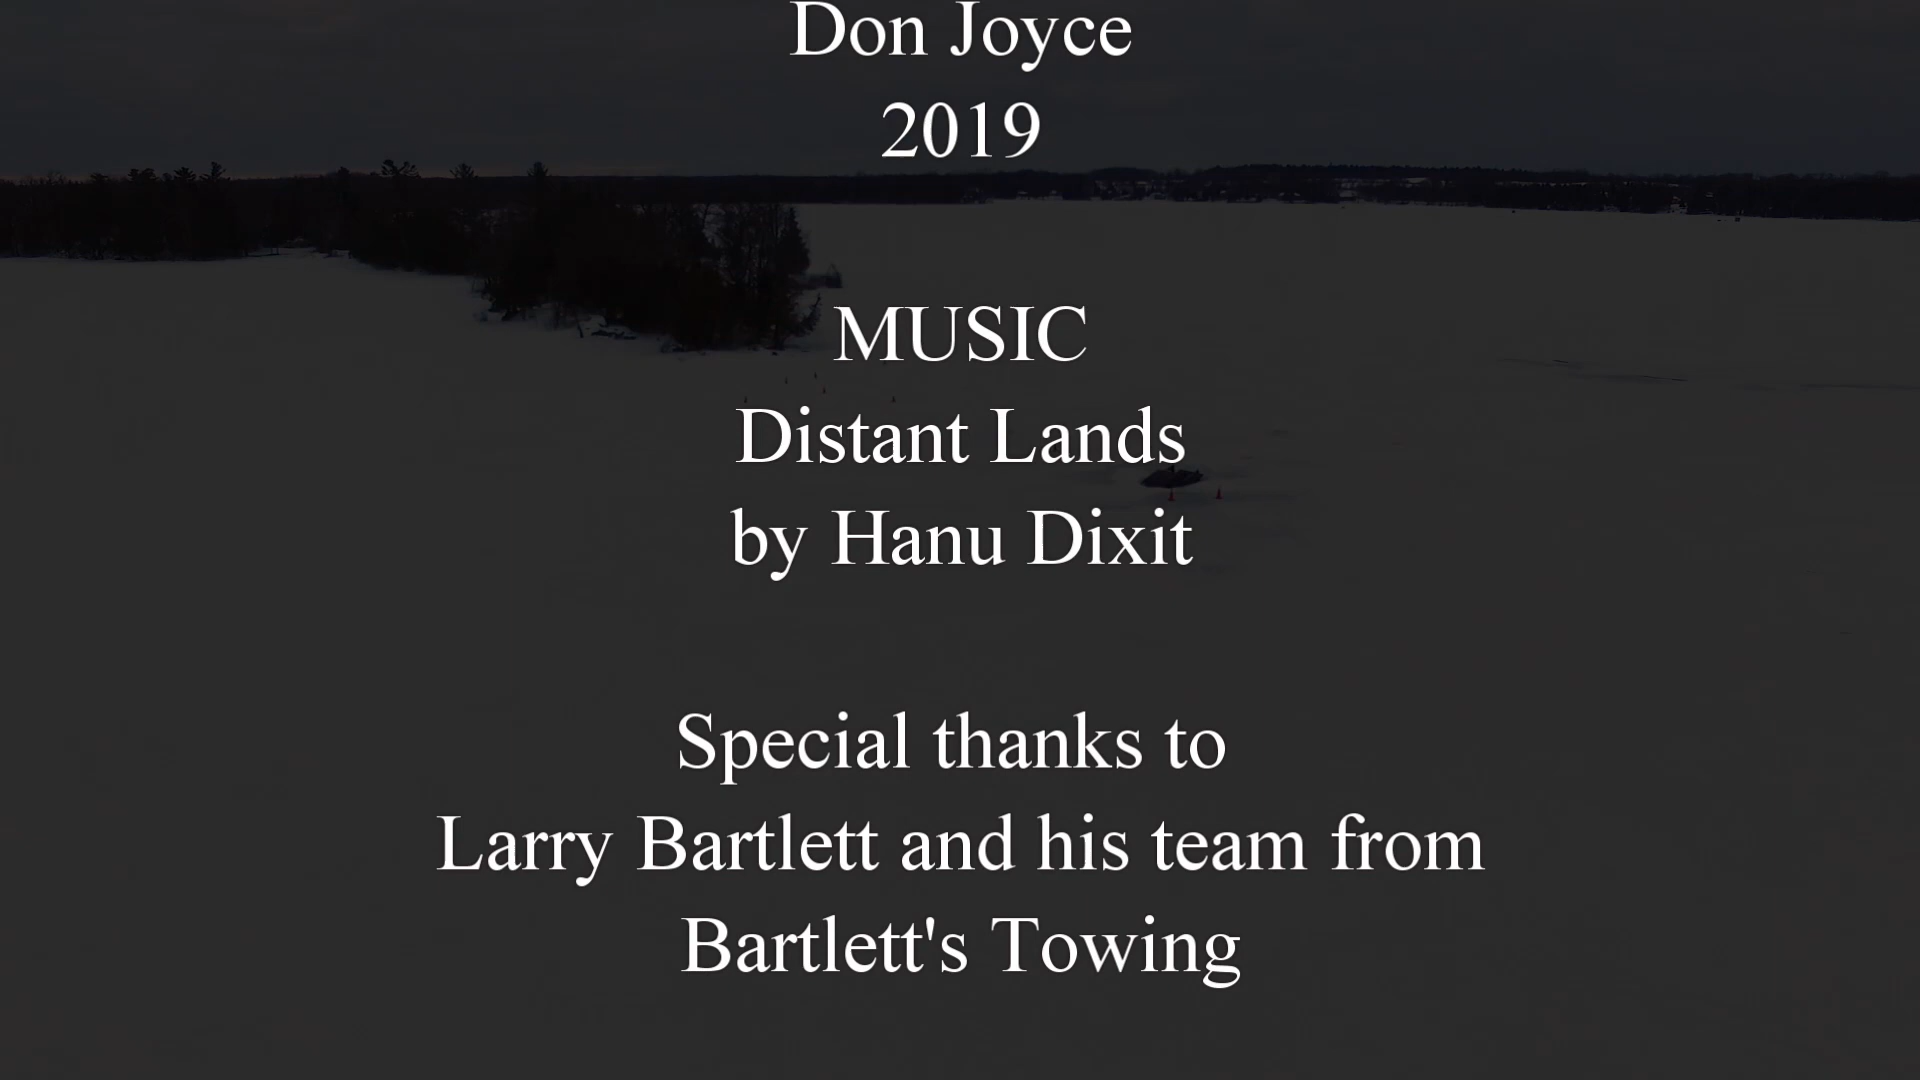 Don Joyce
2019
MUSIC
Distant Lands
by Hanu Dixit
Special thanks to
Larry Bartlett and his team from
Bartlett's Towing